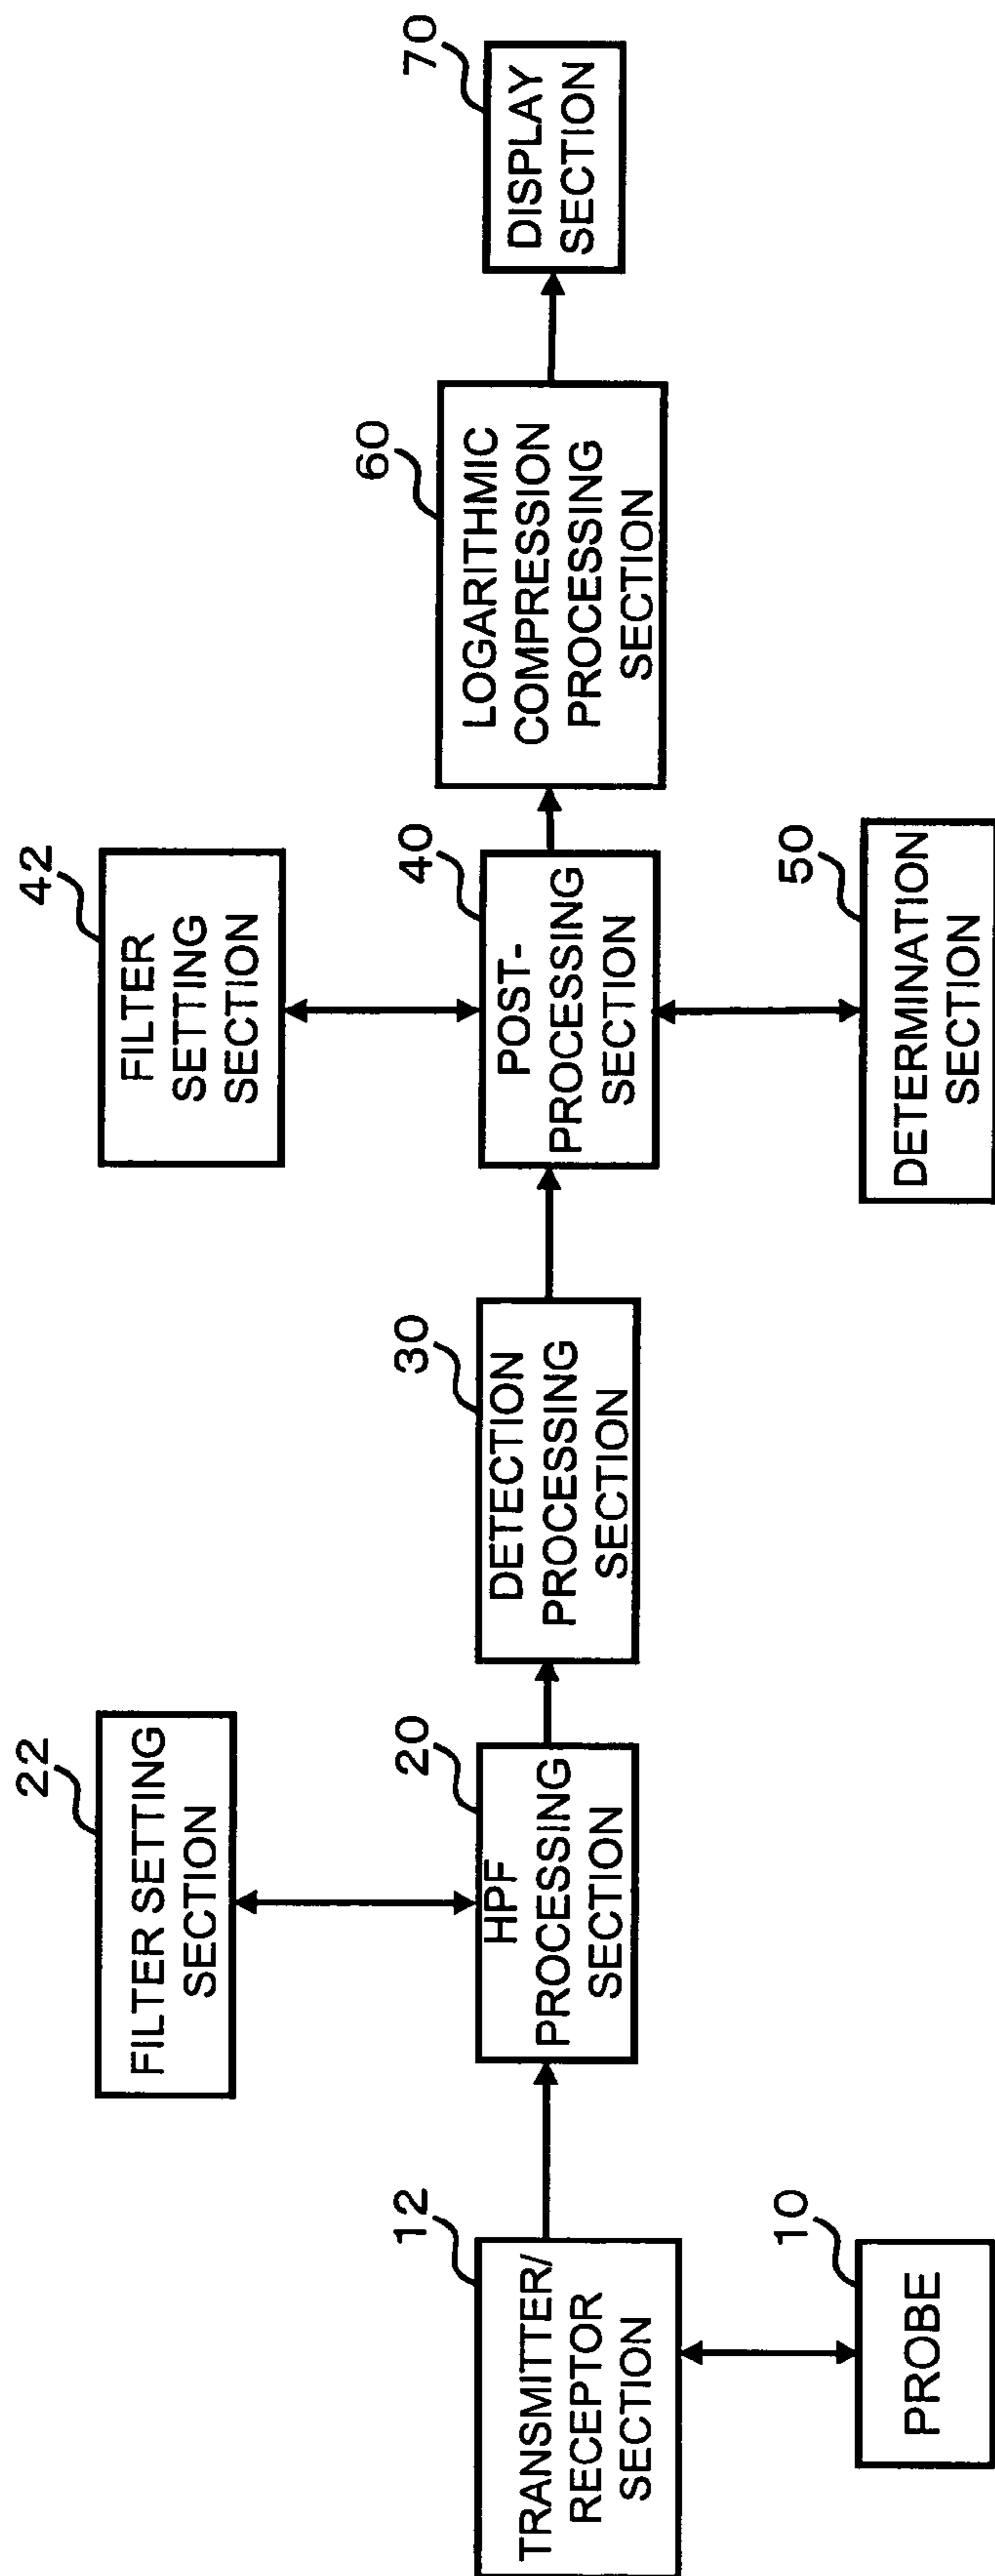 22
FILTER SETTING
SECTION
42
FILTER
SETTING
SECTION
12
TRANSMITTER/
RECEPTOR
SECTION
20
HPF
PROCESSING
SECTION
30
DETECTION
PROCESSING
SECTION
40
POST-
PROCESSING
SECTION
60
LOGARITHMIC
COMPRESSION
PROCESSING
SECTION
70
DISPLAY
SECTION
10
PROBE
50
DETERMINATION
SECTION